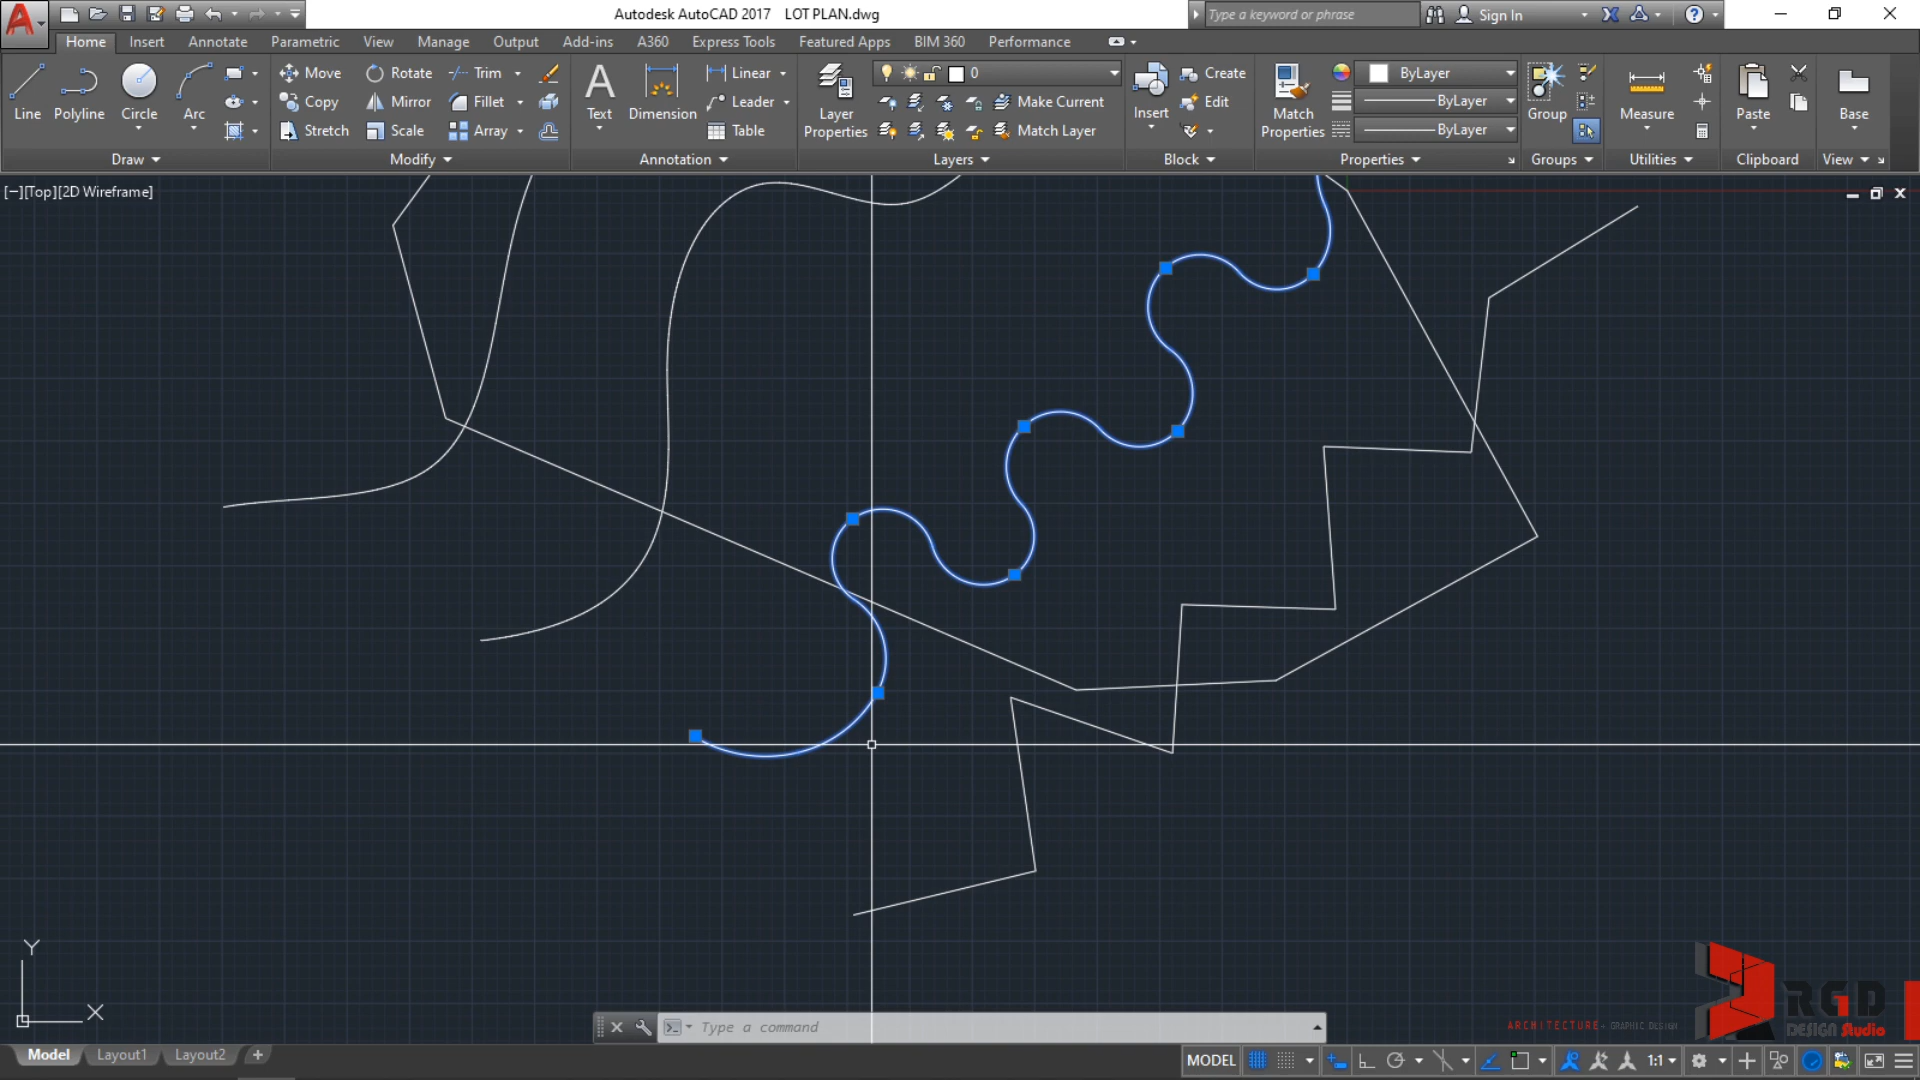 Autodesk AutoCAD 2017 LOT PLAN.dwg
Type a keyword or phrase
Sign In
Home Insert Annotate Parametric View Manage Output Add-ins A360 Express Tools Featured Apps BIM 360 Performance
Line
Polyline
Circle
Arc
Draw
Move Rotate Trim
Copy Mirror Fillet
Stretch Scale Array
Modify
Text
Dimension
Linear
Leader
Table
Annotation
Layer
Properties
0
Make Current
Match Layer
Layers
Insert
Create
Edit
Block
Match
Properties
ByLayer
ByLayer
ByLayer
Properties
Group
Groups
Measure
Utilities
Paste
Clipboard
Base
View
[−][Top][2D Wireframe]
Y
X
Type a command
ARCHITECTURE + GRAPHIC DESIGN
RGD
DESIGN Studio
Model Layout1 Layout2 +
MODEL
1:1